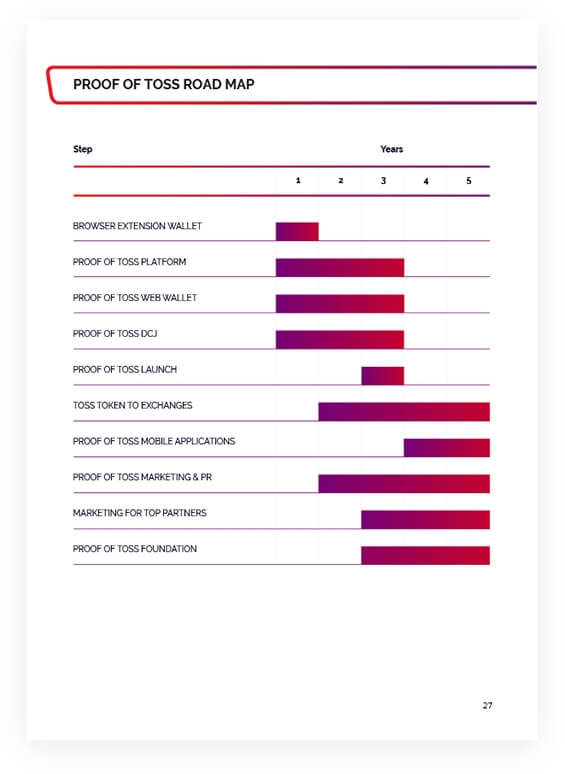 PROOF OF TOSS ROAD MAP
Step Years
1 2 3 4 5
BROWSER EXTENSION WALLET
PROOF OF TOSS PLATFORM
PROOF OF TOSS WEB WALLET
PROOF OF TOSS DCJ
PROOF OF TOSS LAUNCH
TOSS TOKEN TO EXCHANGES
PROOF OF TOSS MOBILE APPLICATIONS
PROOF OF TOSS MARKETING & PR
MARKETING FOR TOP PARTNERS
PROOF OF TOSS FOUNDATION
27